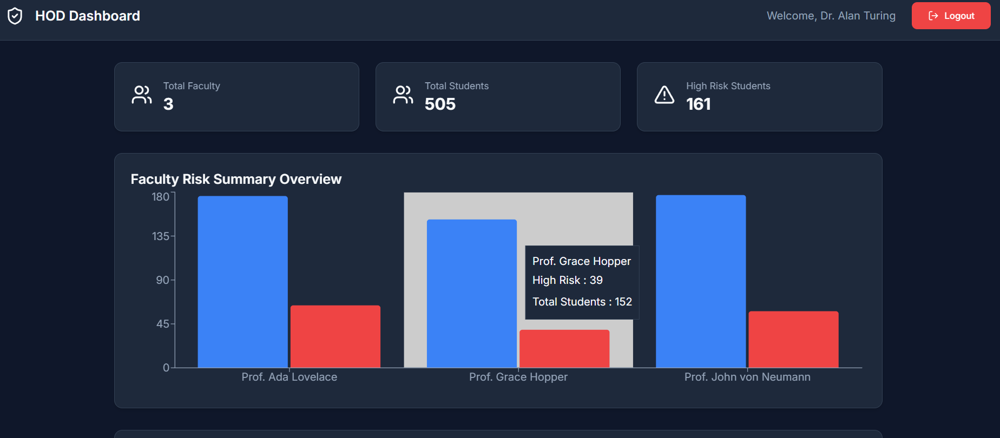 HOD Dashboard
Welcome, Dr. Alan Turing
Logout
Total Faculty
3
Total Students
505
High Risk Students
161
Faculty Risk Summary Overview
180
135
90
45
0
Prof. Grace Hopper
High Risk : 39
Total Students : 152
Prof. Ada Lovelace
Prof. Grace Hopper
Prof. John von Neumann